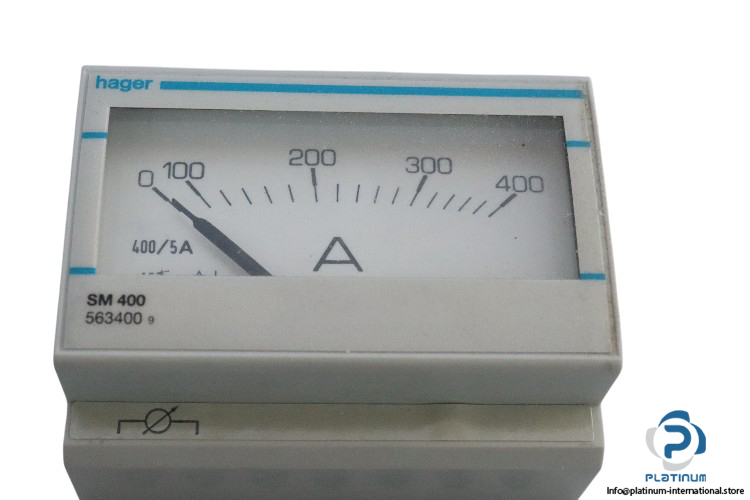 hager
0 100 200 300 400
400/5A
A
SM 400
563400 9
PLATINUM
Info@platinum-international.store